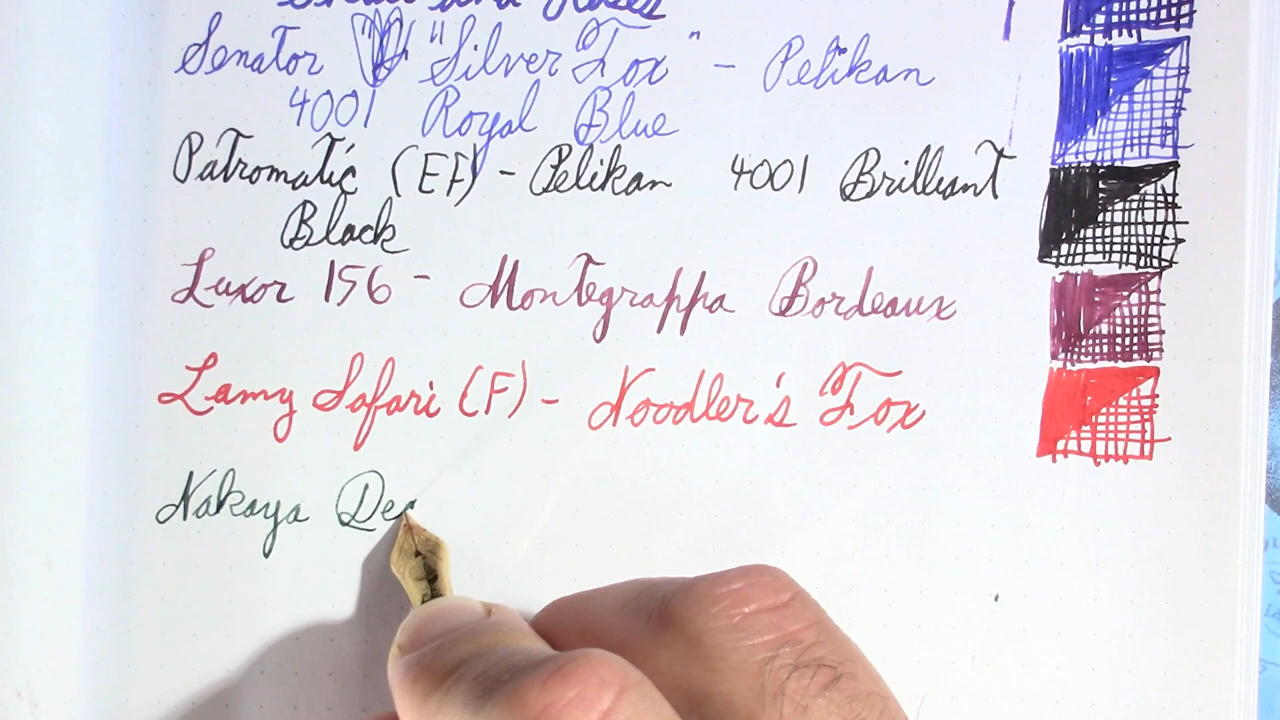 Senator "Silver Fox" - Pelikan
4001 Royal Blue
Patromatic (EF) - Pelikan 4001 Brilliant
Black
Luxor 156 - Montegrappa Bordeaux
Lamy Safari (F) - Noodler's Fox
Nakaya Dec